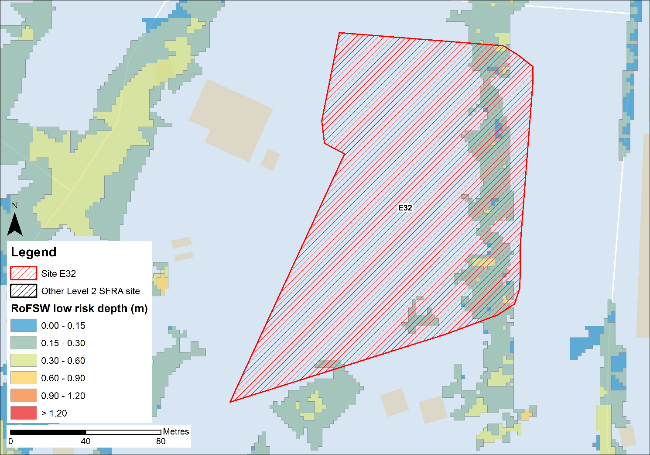 E32
N
Legend
Site E32
Other Level 2 SFRA site
RoFSW low risk depth (m)
0.00 - 0.15
0.15 - 0.30
0.30 - 0.60
0.60 - 0.90
0.90 - 1.20
> 1.20
0 40 60 Metres